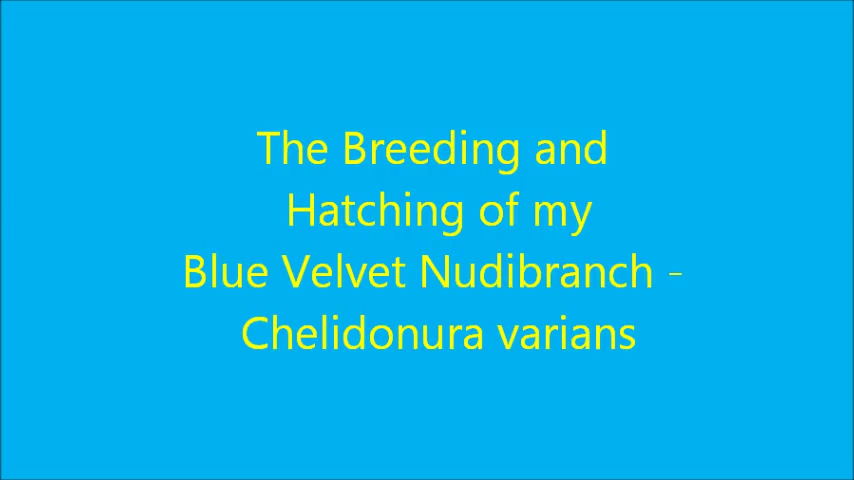 The Breeding and
Hatching of my
Blue Velvet Nudibranch -
Chelidonura varians